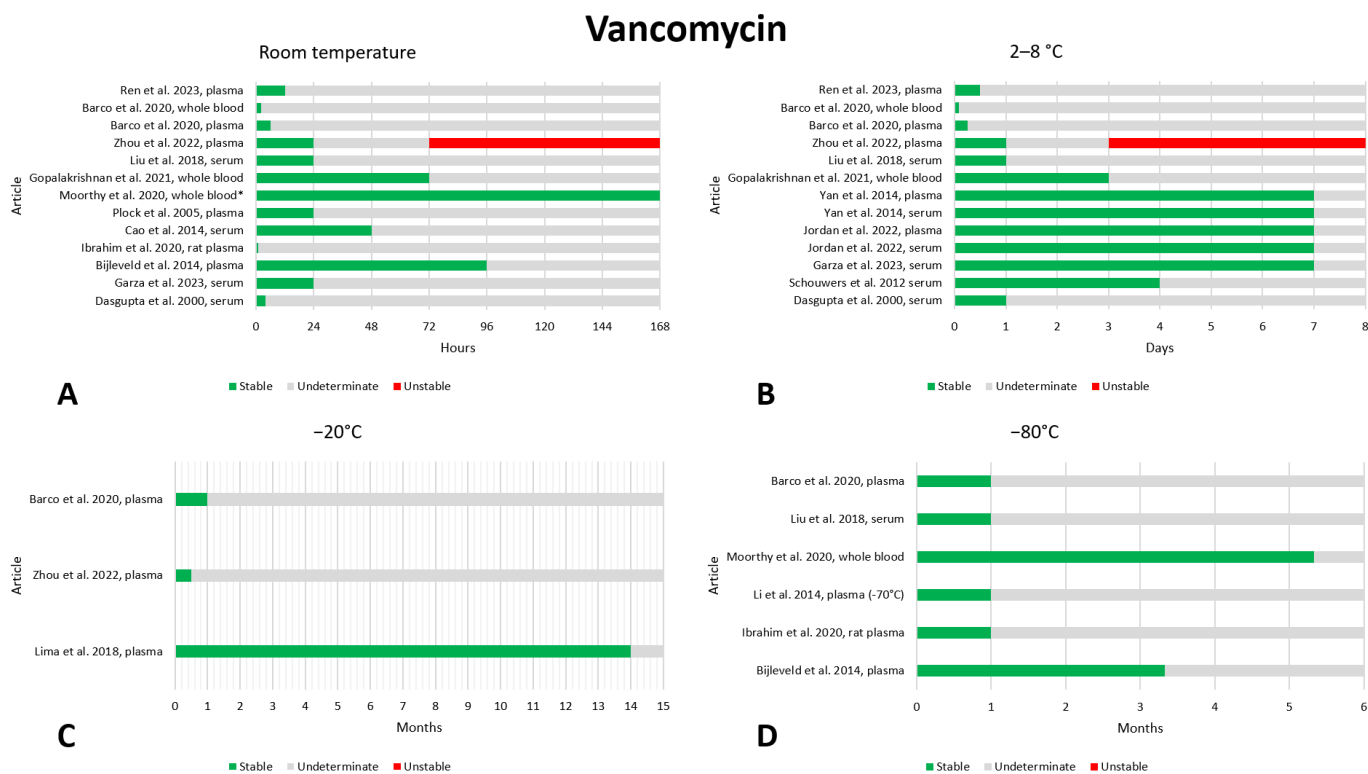 Vancomycin
Room temperature
Article
Ren et al. 2023, plasma
Barco et al. 2020, whole blood
Barco et al. 2020, plasma
Zhou et al. 2022, plasma
Liu et al. 2018, serum
Gopalakrishnan et al. 2021, whole blood
Moorthy et al. 2020, whole blood*
Plock et al. 2005, plasma
Cao et al. 2014, serum
Ibrahim et al. 2020, rat plasma
Bijleveld et al. 2014, plasma
Garza et al. 2023, serum
Dasgupta et al. 2000, serum
0 24 48 72 96 120 144 168
Hours
Stable Undeterminate Unstable
A
2–8 °C
Article
Ren et al. 2023, plasma
Barco et al. 2020, whole blood
Barco et al. 2020, plasma
Zhou et al. 2022, plasma
Liu et al. 2018, serum
Gopalakrishnan et al. 2021, whole blood
Yan et al. 2014, plasma
Yan et al. 2014, serum
Jordan et al. 2022, plasma
Jordan et al. 2022, serum
Garza et al. 2023, serum
Schouwers et al. 2012 serum
Dasgupta et al. 2000, serum
0 1 2 3 4 5 6 7 8
Days
Stable Undeterminate Unstable
B
−20°C
Article
Barco et al. 2020, plasma
Zhou et al. 2022, plasma
Lima et al. 2018, plasma
0 1 2 3 4 5 6 7 8 9 10 11 12 13 14 15
Months
Stable Undeterminate Unstable
C
−80°C
Article
Barco et al. 2020, plasma
Liu et al. 2018, serum
Moorthy et al. 2020, whole blood
Li et al. 2014, plasma (-70°C)
Ibrahim et al. 2020, rat plasma
Bijleveld et al. 2014, plasma
0 1 2 3 4 5 6
Months
Stable Undeterminate Unstable
D